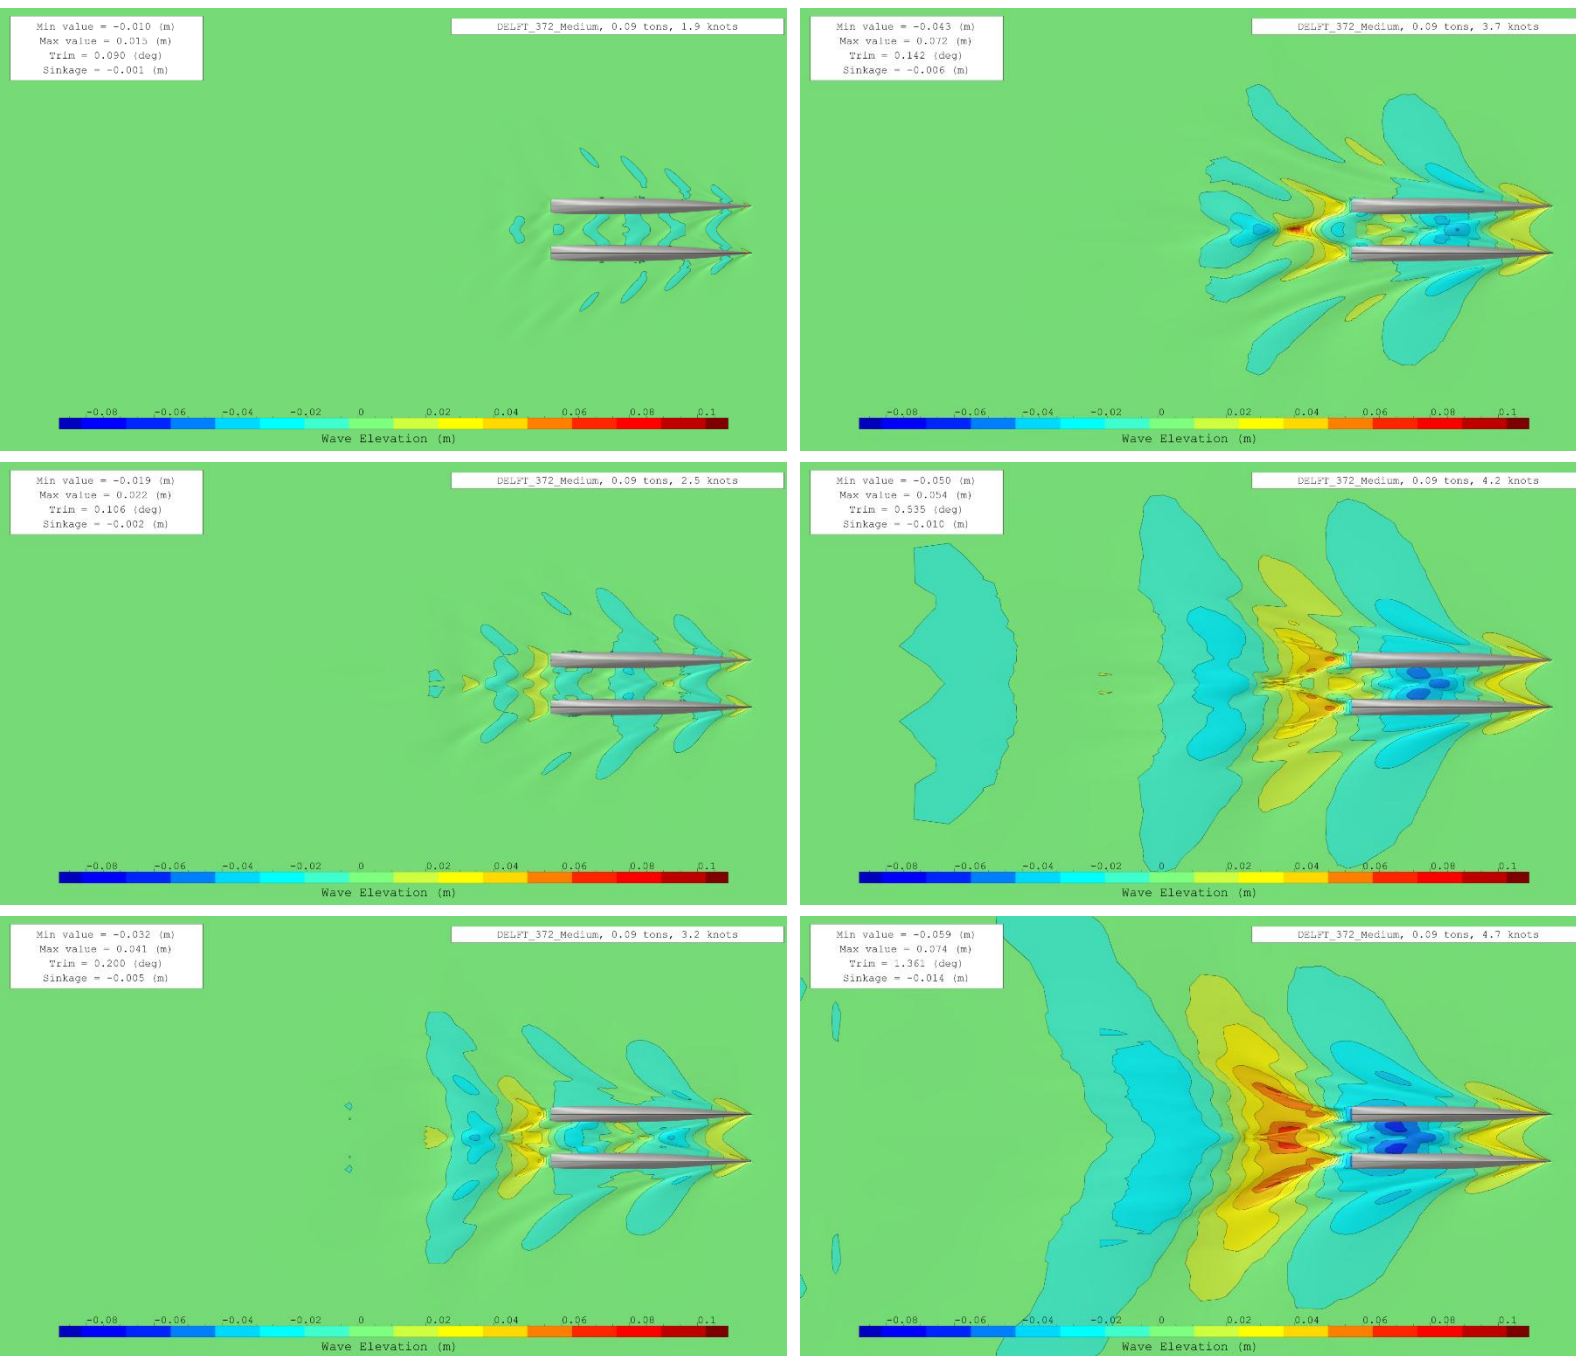 Min value = -0.010 (m)
Max value = 0.015 (m)
Trim = 0.090 (deg)
Sinkage = -0.001 (m)
DELFT_372_Medium, 0.09 tons, 1.9 knots
-0.08 -0.06 -0.04 -0.02 0 0.02 0.04 0.06 0.08 0.1
Wave Elevation (m)
Min value = -0.043 (m)
Max value = 0.072 (m)
Trim = 0.142 (deg)
Sinkage = -0.006 (m)
DELFT_372_Medium, 0.09 tons, 3.7 knots
-0.08 -0.06 -0.04 -0.02 0 0.02 0.04 0.06 0.08 0.1
Wave Elevation (m)
Min value = -0.019 (m)
Max value = 0.022 (m)
Trim = 0.106 (deg)
Sinkage = -0.002 (m)
DELFT_372_Medium, 0.09 tons, 2.5 knots
-0.08 -0.06 -0.04 -0.02 0 0.02 0.04 0.06 0.08 0.1
Wave Elevation (m)
Min value = -0.050 (m)
Max value = 0.054 (m)
Trim = 0.535 (deg)
Sinkage = -0.010 (m)
DELFT_372_Medium, 0.09 tons, 4.2 knots
-0.08 -0.06 -0.04 -0.02 0 0.02 0.04 0.06 0.08 0.1
Wave Elevation (m)
Min value = -0.032 (m)
Max value = 0.041 (m)
Trim = 0.200 (deg)
Sinkage = -0.005 (m)
DELFT_372_Medium, 0.09 tons, 3.2 knots
-0.08 -0.06 -0.04 -0.02 0 0.02 0.04 0.06 0.08 0.1
Wave Elevation (m)
Min value = -0.059 (m)
Max value = 0.074 (m)
Trim = 1.361 (deg)
Sinkage = -0.014 (m)
DELFT_372_Medium, 0.09 tons, 4.7 knots
-0.08 -0.06 -0.04 -0.02 0 0.02 0.04 0.06 0.08 0.1
Wave Elevation (m)